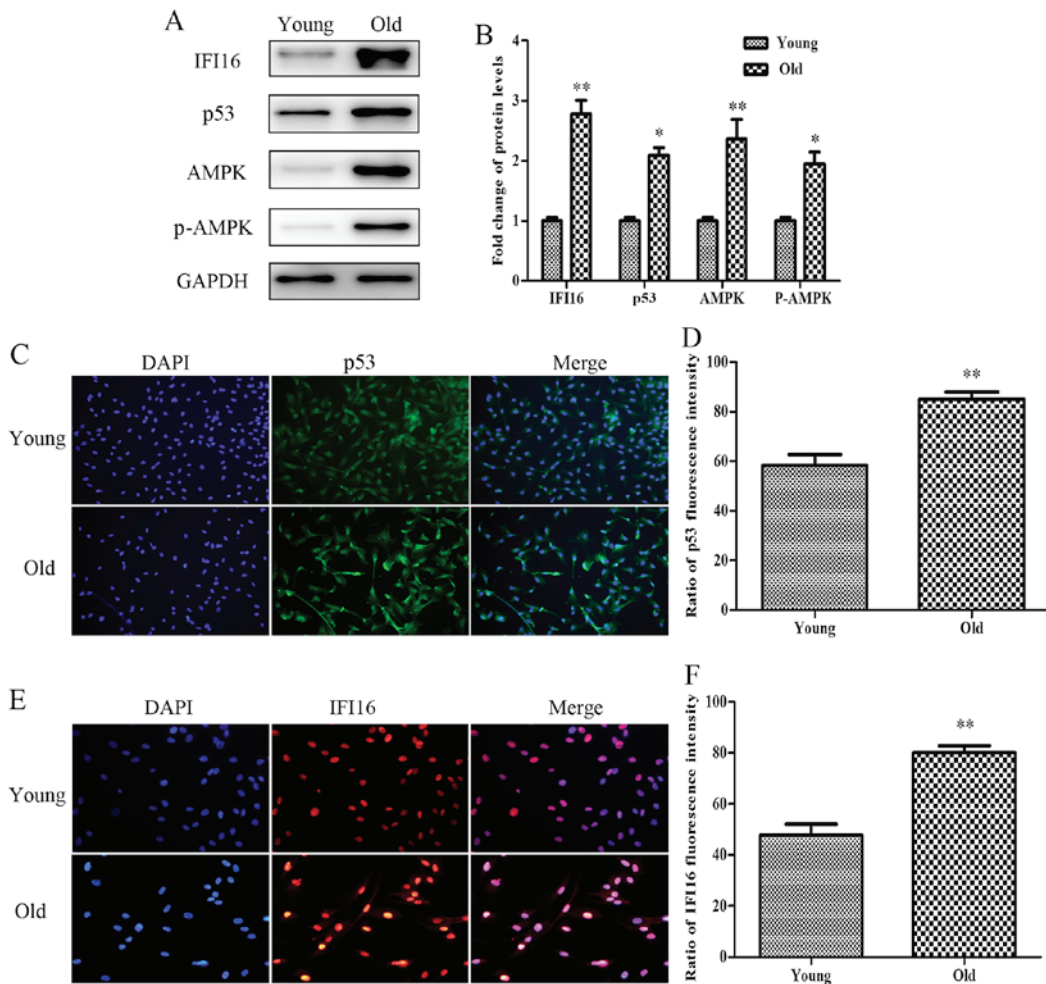 A
Young Old
IFI16
p53
AMPK
p-AMPK
GAPDH
B
Fold change of protein levels
4
3
2
1
0
Young
Old
** * ** *
IFI16 p53 AMPK P-AMPK
C
DAPI p53 Merge
Young
Old
D
Ratio of p53 fluorescence intensity
100
80
60
40
20
0
**
Young Old
E
DAPI IFI16 Merge
Young
Old
F
Ratio of IFI16 fluorescence intensity
100
80
60
40
20
0
**
Young Old